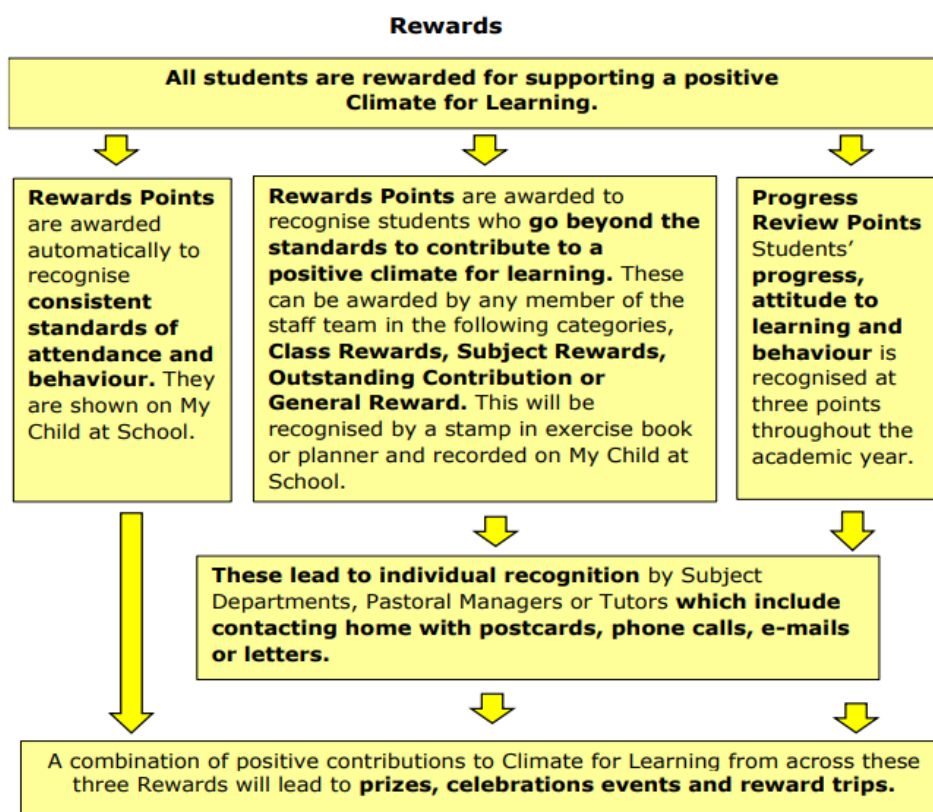 Rewards
All students are rewarded for supporting a positive
Climate for Learning.
Rewards Points
are awarded
automatically to
recognise
consistent
standards of
attendance and
behaviour. They
are shown on My
Child at School.
Rewards Points are awarded to
recognise students who go beyond the
standards to contribute to a
positive climate for learning. These
can be awarded by any member of the
staff team in the following categories,
Class Rewards, Subject Rewards,
Outstanding Contribution or
General Reward. This will be
recognised by a stamp in exercise book
or planner and recorded on My Child at
School.
Progress
Review Points
Students’
progress,
attitude to
learning and
behaviour is
recognised at
three points
throughout the
academic year.
These lead to individual recognition by Subject
Departments, Pastoral Managers or Tutors which include
contacting home with postcards, phone calls, e-mails
or letters.
A combination of positive contributions to Climate for Learning from across these
three Rewards will lead to prizes, celebrations events and reward trips.